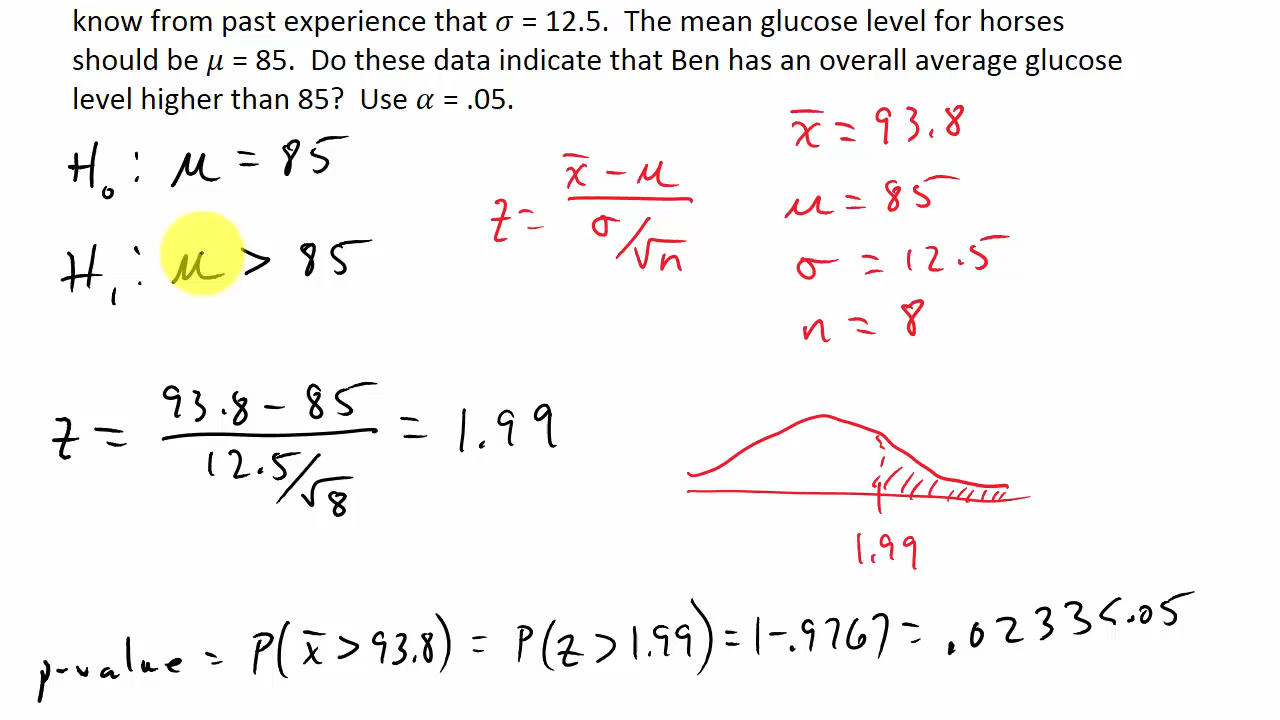 know from past experience that σ = 12.5. The mean glucose level for horses
should be μ = 85. Do these data indicate that Ben has an overall average glucose
level higher than 85? Use α = .05.
H₀ : μ = 85
H₁ : μ > 85
z = (x̄ − μ) / (σ/√n)
x̄ = 93.8
μ = 85
σ = 12.5
n = 8
z = (93.8 − 85) / (12.5/√8) = 1.99
1.99
p-value = P(x̄ > 93.8) = P(z > 1.99) = 1−.9767 = .0233 < .05